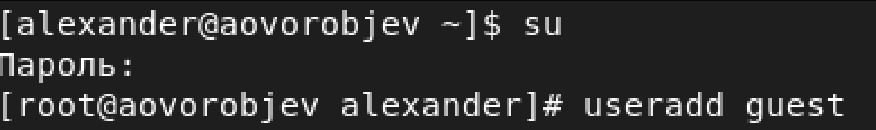 [alexander@aovorobjev ~]$ su
Пароль:
[root@aovorobjev alexander]# useradd guest